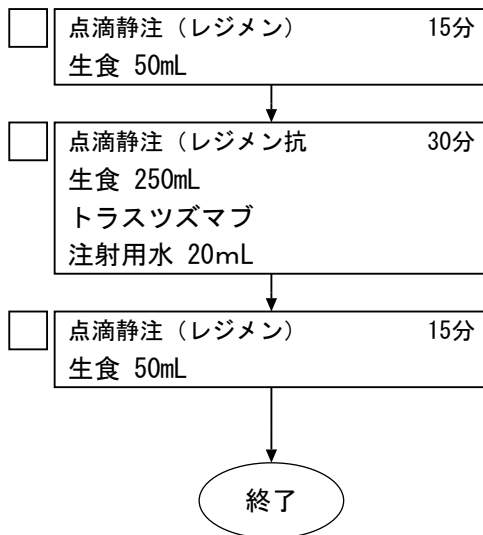 点滴静注（レジメン） 15分
生食 50mL
点滴静注（レジメン抗 30分
生食 250mL
トラスツズマブ
注射用水 20ｍL
点滴静注（レジメン） 15分
生食 50mL
終了